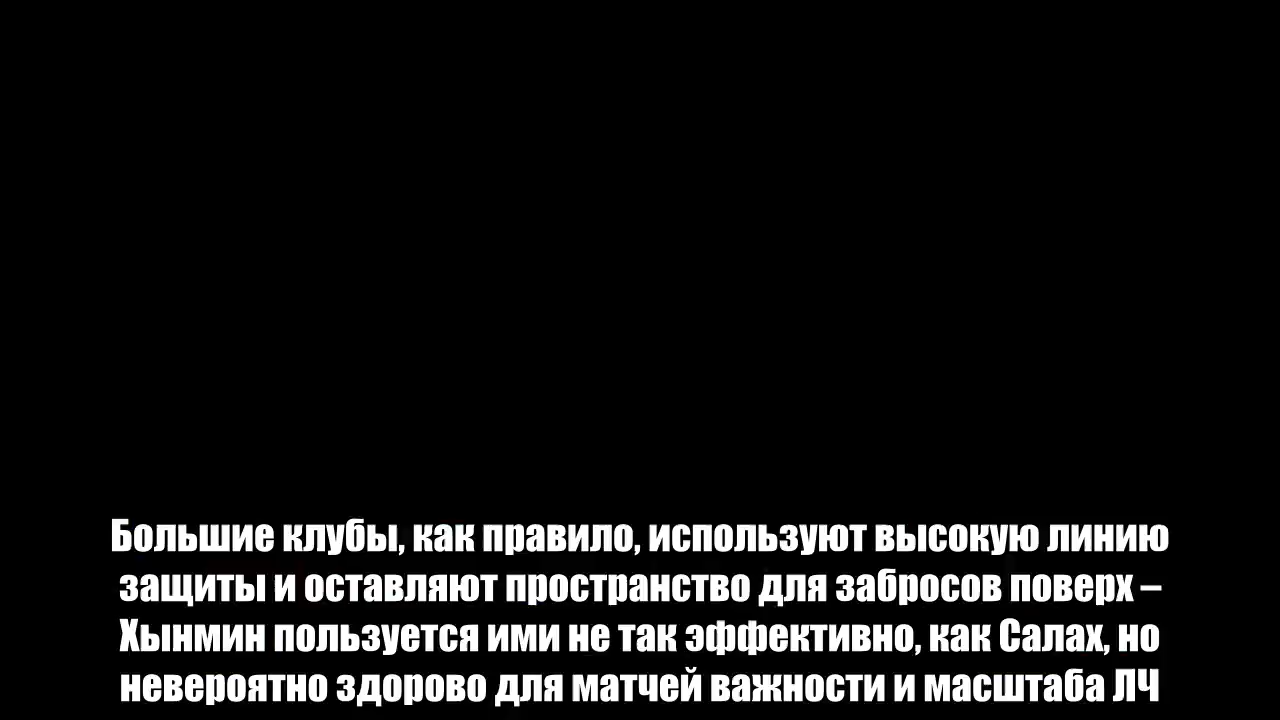 Большие клубы, как правило, используют высокую линию
защиты и оставляют пространство для забросов поверх –
Хынмин пользуется ими не так эффективно, как Салах, но
невероятно здорово для матчей важности и масштаба ЛЧ